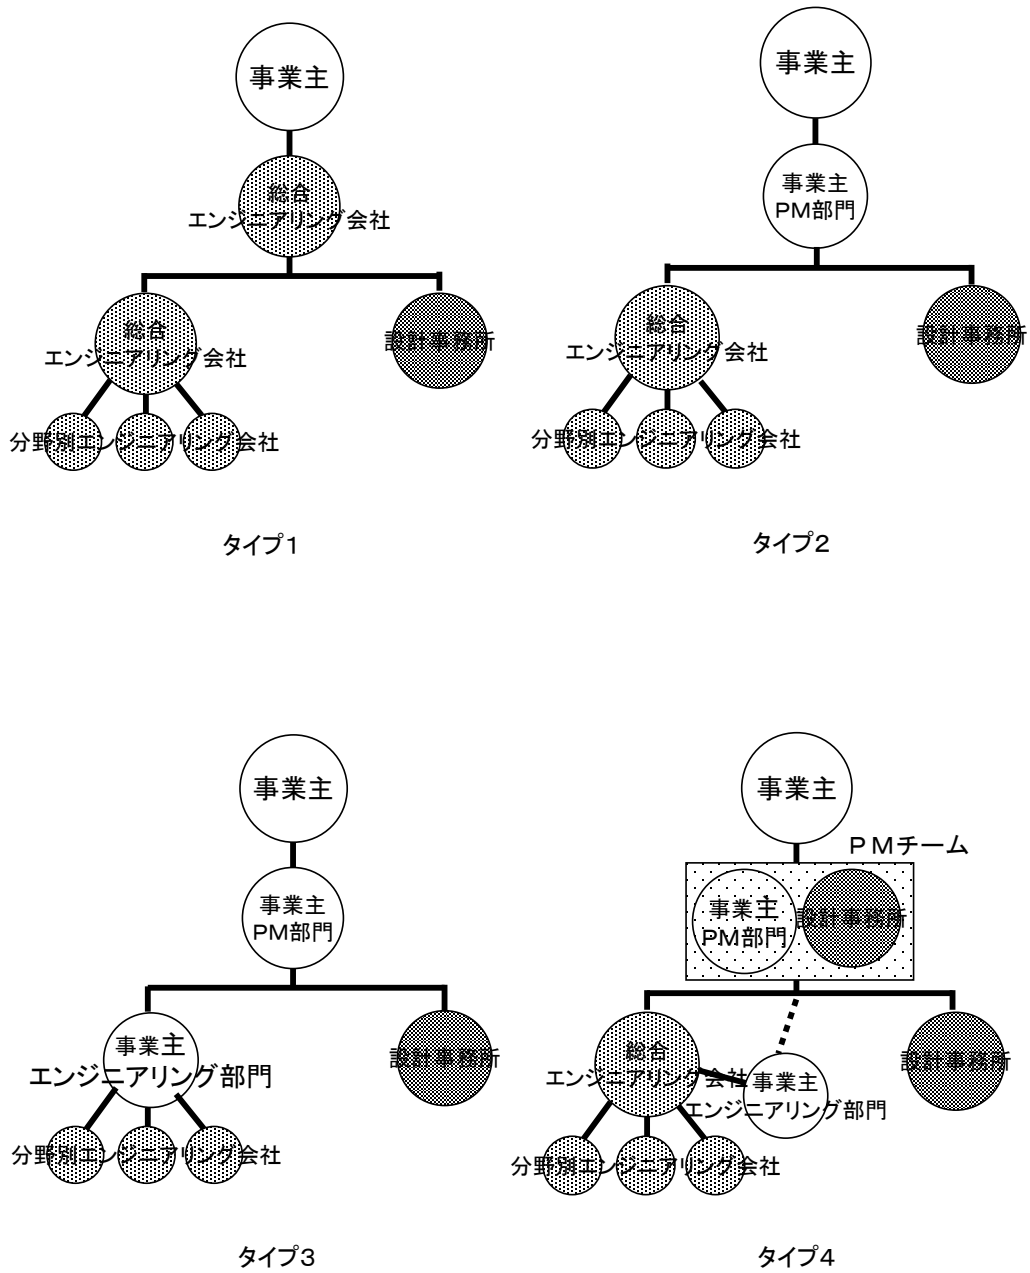 事業主
総合
エンジニアリング会社
総合
エンジニアリング会社
設計事務所
分野別エンジニアリング会社
タイプ1
事業主
事業主
PM部門
総合
エンジニアリング会社
設計事務所
分野別エンジニアリング会社
タイプ2
事業主
事業主
PM部門
事業主
エンジニアリング部門
設計事務所
分野別エンジニアリング会社
タイプ3
事業主
PMチーム
事業主
PM部門
設計事務所
総合
エンジニアリング会社
事業主
エンジニアリング部門
設計事務所
分野別エンジニアリング会社
タイプ4